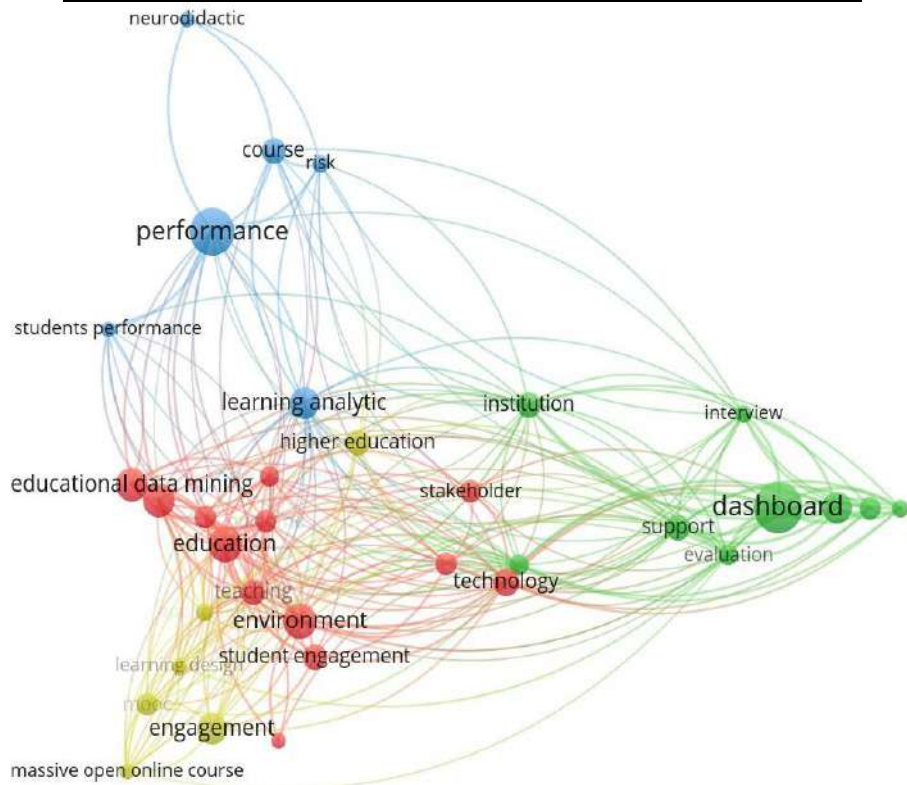 neurodidactic
course
risk
performance
students performance
learning analytic
institution
interview
higher education
educational data mining
stakeholder
dashboard
support
education
evaluation
technology
teaching
environment
student engagement
learning design
mooc
engagement
massive open online course